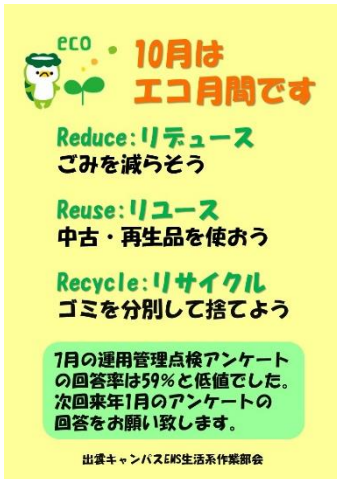 eco
10月は
エコ月間です
Reduce:リデュース
ごみを減らそう
Reuse:リユース
中古・再生品を使おう
Recycle:リサイクル
ゴミを分別して捨てよう
7月の運用管理点検アンケート
の回答率は59%と低値でした。
次回来年1月のアンケートの
回答をお願い致します。
出雲キャンパスEMS生活系作業部会